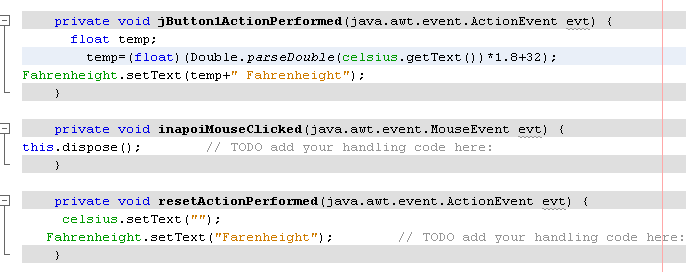 private void jButton1ActionPerformed(java.awt.event.ActionEvent evt) {
float temp;
temp=(float)(Double.parseDouble(celsius.getText())*1.8+32);
Fahrenheight.setText(temp+" Fahrenheight");
}
private void inapoiMouseClicked(java.awt.event.MouseEvent evt) {
this.dispose(); // TODO add your handling code here:
}
private void resetActionPerformed(java.awt.event.ActionEvent evt) {
celsius.setText("");
Fahrenheight.setText("Farenheight"); // TODO add your handling code here:
}